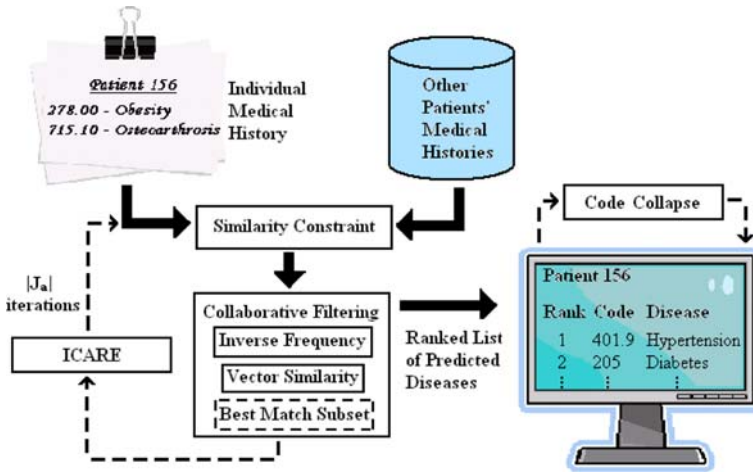 Patient 156
278.00 - Obesity
715.10 - Osteoarthrosis
Individual
Medical
History
Other
Patients'
Medical
Histories
Code Collapse
Similarity Constraint
|Jₐ|
iterations
ICARE
Collaborative Filtering
Inverse Frequency
Vector Similarity
Best Match Subset
Ranked List
of Predicted
Diseases
Patient 156
Rank Code Disease
1 401.9 Hypertension
2 205 Diabetes
⋮ ⋮ ⋮